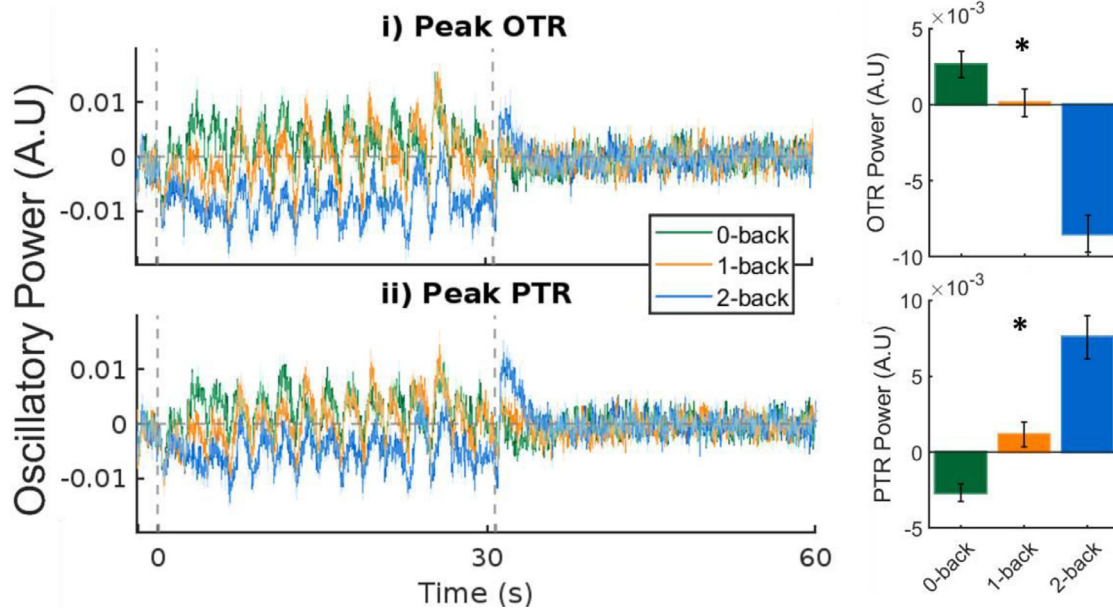 i) Peak OTR
Oscillatory Power (A.U)
0.01
0
-0.01
0-back
1-back
2-back
ii) Peak PTR
0.01
0
-0.01
0
30
60
Time (s)
×10⁻³
5
0
-5
-10
OTR Power (A.U)
*
×10⁻³
10
5
0
-5
PTR Power (A.U)
*
0-back
1-back
2-back